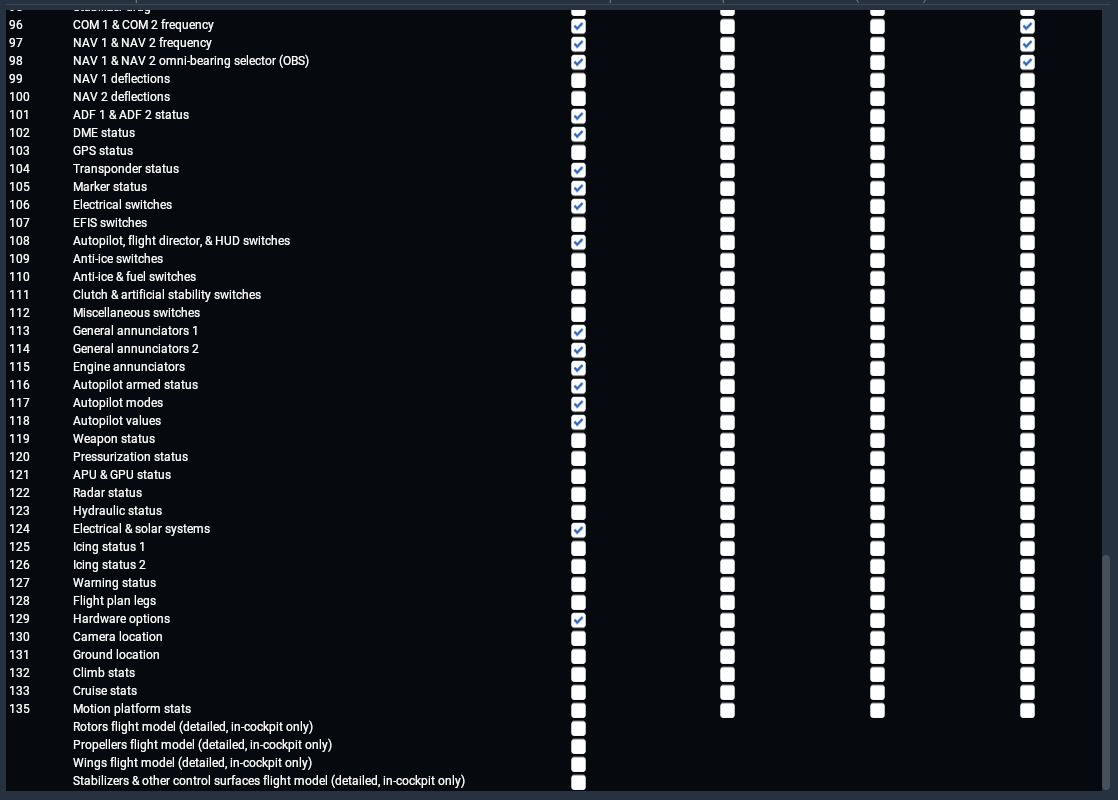 96 COM 1 & COM 2 frequency
97 NAV 1 & NAV 2 frequency
98 NAV 1 & NAV 2 omni-bearing selector (OBS)
99 NAV 1 deflections
100 NAV 2 deflections
101 ADF 1 & ADF 2 status
102 DME status
103 GPS status
104 Transponder status
105 Marker status
106 Electrical switches
107 EFIS switches
108 Autopilot, flight director, & HUD switches
109 Anti-ice switches
110 Anti-ice & fuel switches
111 Clutch & artificial stability switches
112 Miscellaneous switches
113 General annunciators 1
114 General annunciators 2
115 Engine annunciators
116 Autopilot armed status
117 Autopilot modes
118 Autopilot values
119 Weapon status
120 Pressurization status
121 APU & GPU status
122 Radar status
123 Hydraulic status
124 Electrical & solar systems
125 Icing status 1
126 Icing status 2
127 Warning status
128 Flight plan legs
129 Hardware options
130 Camera location
131 Ground location
132 Climb stats
133 Cruise stats
135 Motion platform stats
Rotors flight model (detailed, in-cockpit only)
Propellers flight model (detailed, in-cockpit only)
Wings flight model (detailed, in-cockpit only)
Stabilizers & other control surfaces flight model (detailed, in-cockpit only)